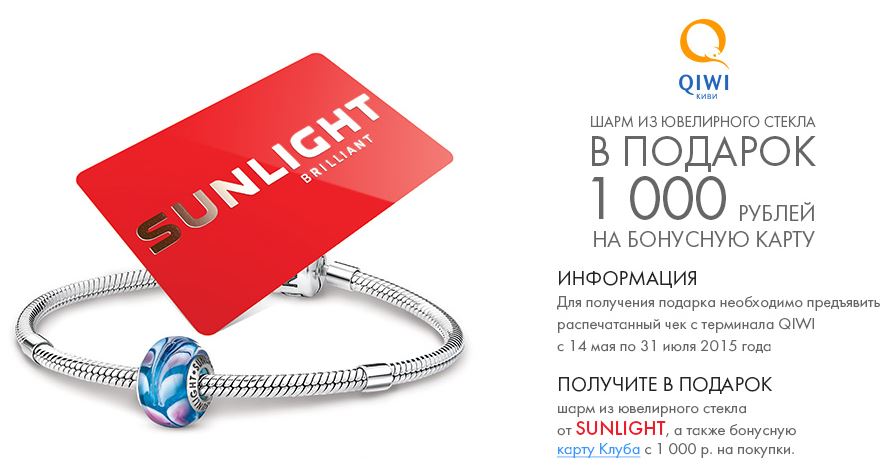 SUNLIGHT
BRILLIANT
SUNLIGHT
QIWI
КИВИ
ШАРМ ИЗ ЮВЕЛИРНОГО СТЕКЛА
В ПОДАРОК
1 000 РУБЛЕЙ
НА БОНУСНУЮ КАРТУ
ИНФОРМАЦИЯ
Для получения подарка необходимо предъявить
распечатанный чек с терминала QIWI
с 14 мая по 31 июля 2015 года
ПОЛУЧИТЕ В ПОДАРОК
шарм из ювелирного стекла
от SUNLIGHT, а также бонусную
карту Клуба с 1 000 р. на покупки.